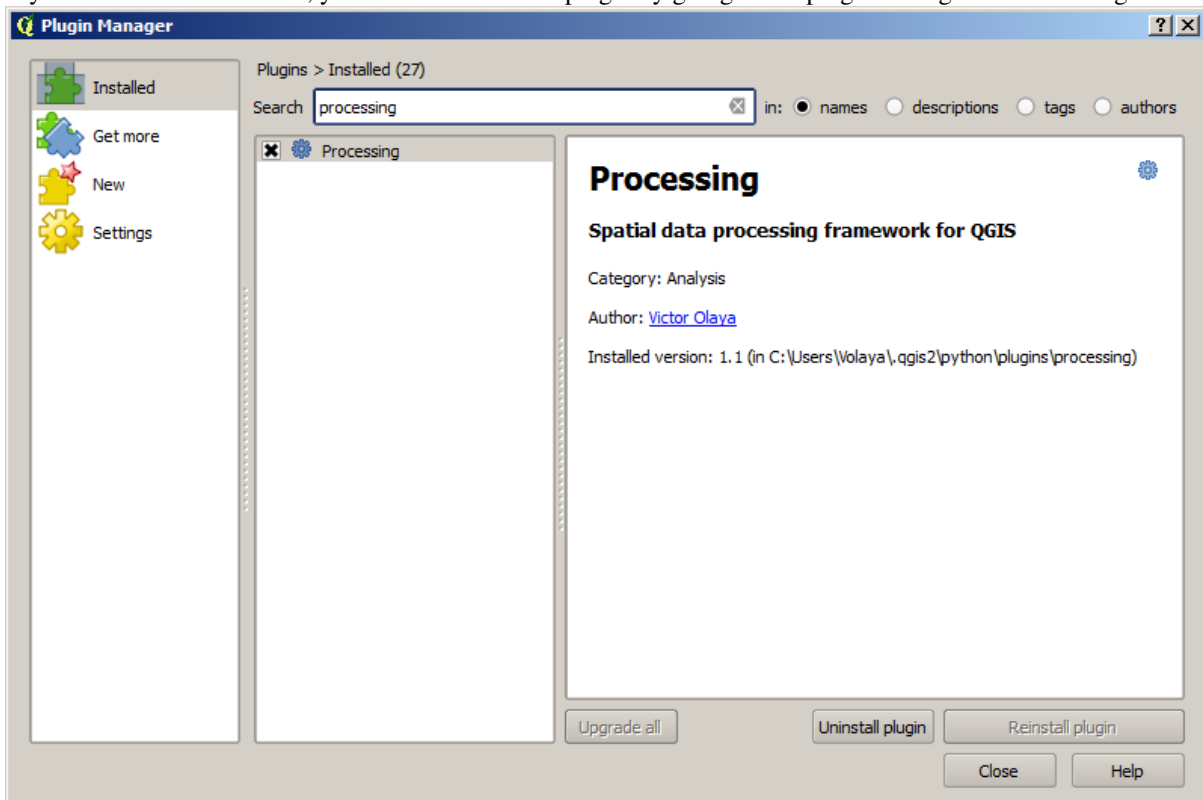 Plugin Manager
Installed
Get more
New
Settings
Plugins > Installed (27)
Search processing in: names descriptions tags authors
Processing
Processing
Spatial data processing framework for QGIS
Category: Analysis
Author: Victor Olaya
Installed version: 1.1 (in C:\Users\Volaya\.qgis2\python\plugins\processing)
Upgrade all
Uninstall plugin
Reinstall plugin
Close
Help